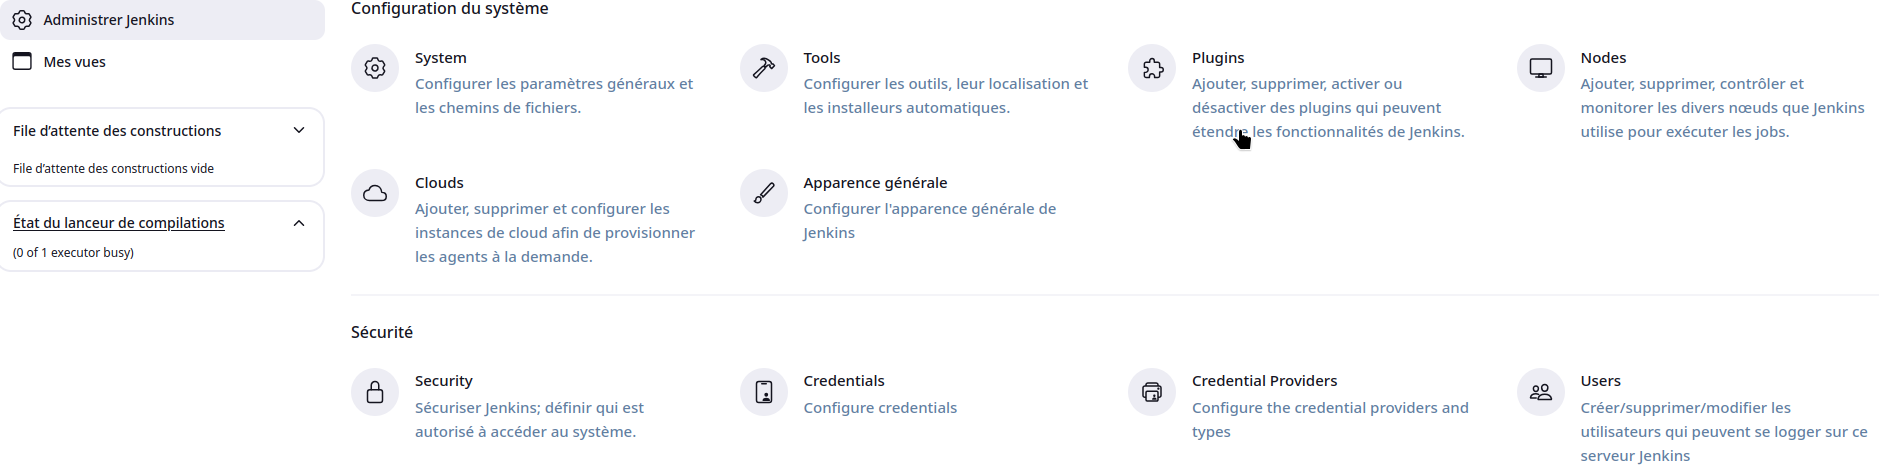 Administrer Jenkins
Mes vues
File d’attente des constructions
File d’attente des constructions vide
État du lanceur de compilations
(0 of 1 executor busy)
Configuration du système
System
Configurer les paramètres généraux et
les chemins de fichiers.
Tools
Configurer les outils, leur localisation et
les installeurs automatiques.
Plugins
Ajouter, supprimer, activer ou
désactiver des plugins qui peuvent
étendre les fonctionnalités de Jenkins.
Nodes
Ajouter, supprimer, contrôler et
monitorer les divers nœuds que Jenkins
utilise pour exécuter les jobs.
Clouds
Ajouter, supprimer et configurer les
instances de cloud afin de provisionner
les agents à la demande.
Apparence générale
Configurer l'apparence générale de
Jenkins
Sécurité
Security
Sécuriser Jenkins; définir qui est
autorisé à accéder au système.
Credentials
Configure credentials
Credential Providers
Configure the credential providers and
types
Users
Créer/supprimer/modifier les
utilisateurs qui peuvent se logger sur ce
serveur Jenkins